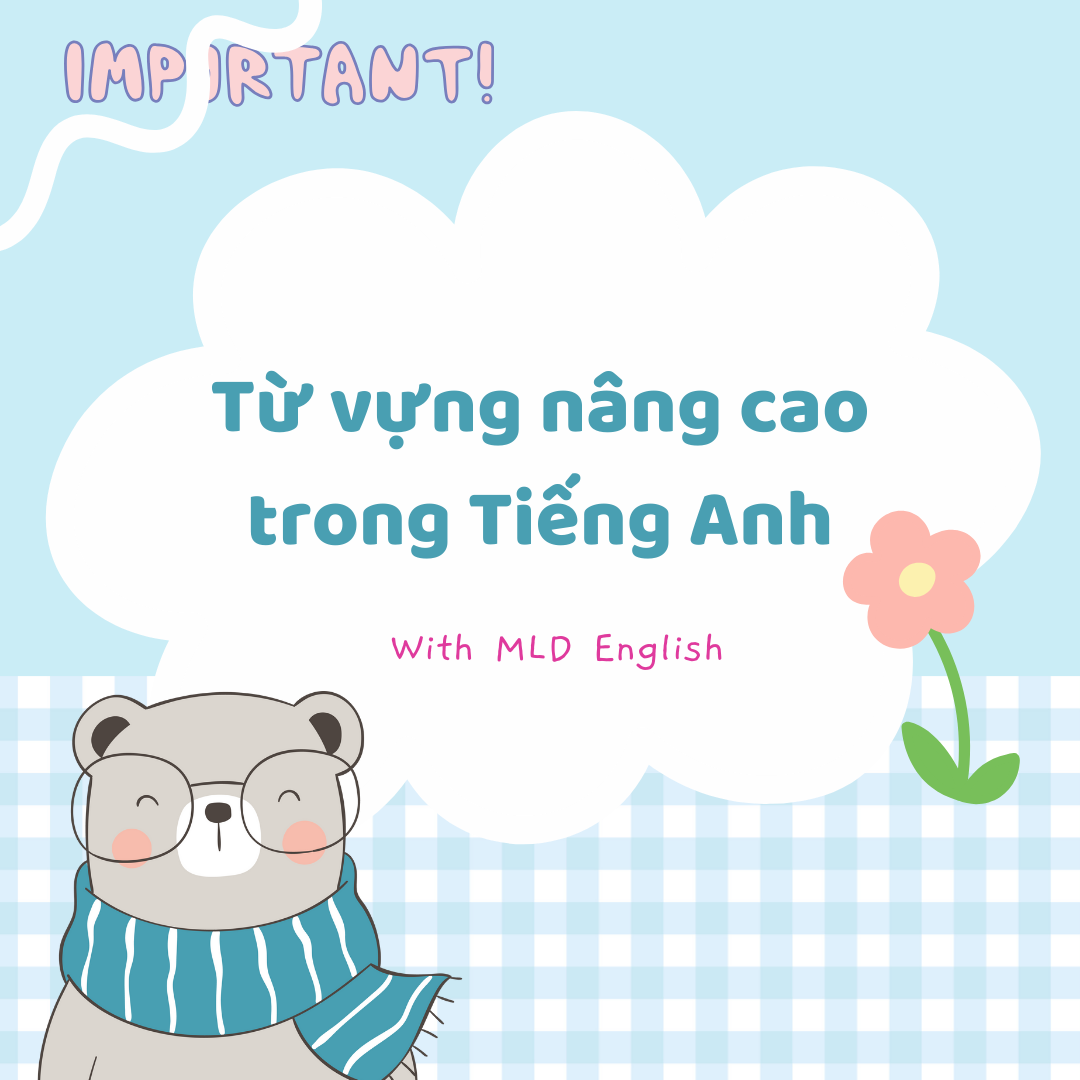 IMPORTANT!
Từ vựng nâng cao
trong Tiếng Anh
With MLD English